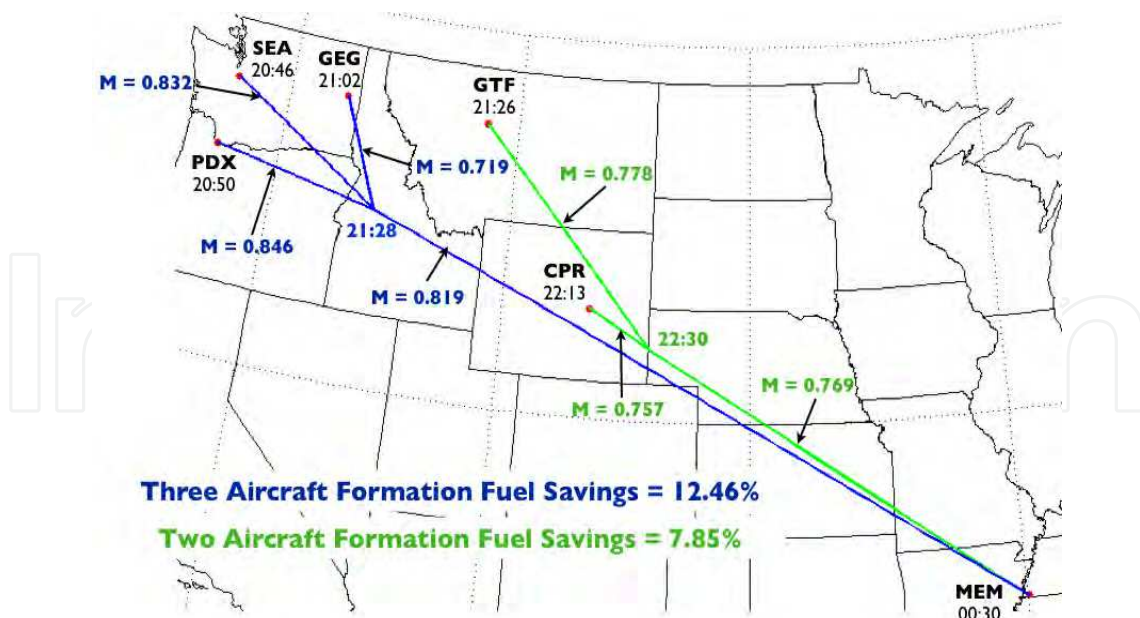 SEA
20:46
GEG
21:02
M = 0.832
GTF
21:26
PDX
20:50
M = 0.719
M = 0.778
21:28
M = 0.846
M = 0.819
CPR
22:13
22:30
M = 0.757
M = 0.769
Three Aircraft Formation Fuel Savings = 12.46%
Two Aircraft Formation Fuel Savings = 7.85%
MEM
00:30